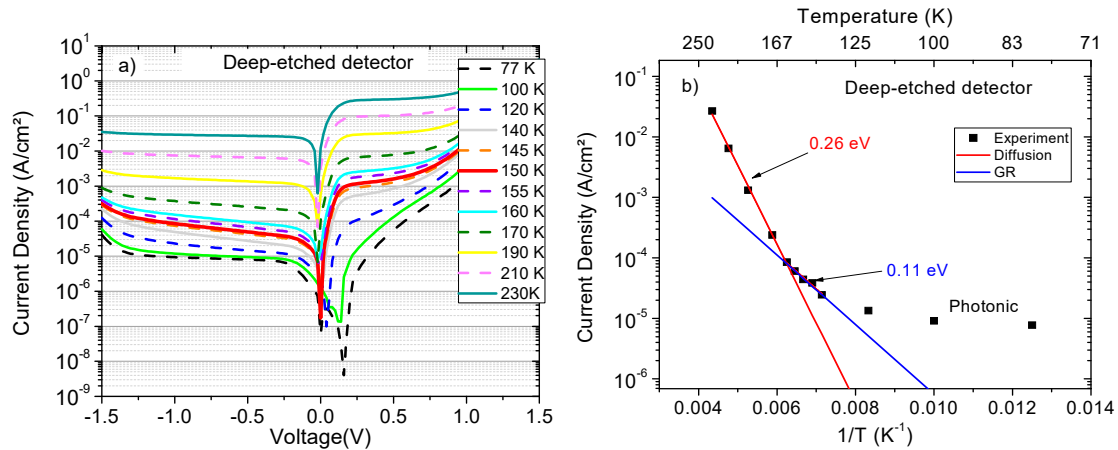 a)
Deep-etched detector
77 K
100 K
120 K
140 K
145 K
150 K
155 K
160 K
170 K
190 K
210 K
230K
10¹
10⁰
10⁻¹
10⁻²
10⁻³
10⁻⁴
10⁻⁵
10⁻⁶
10⁻⁷
10⁻⁸
10⁻⁹
Current Density (A/cm²)
-1.5 -1.0 -0.5 0.0 0.5 1.0 1.5
Voltage(V)
Temperature (K)
250 167 125 100 83 71
b)
Deep-etched detector
Experiment
Diffusion
GR
0.26 eV
0.11 eV
Photonic
10⁻¹
10⁻²
10⁻³
10⁻⁴
10⁻⁵
10⁻⁶
Current Density (A/cm²)
0.004 0.006 0.008 0.010 0.012 0.014
1/T (K⁻¹)